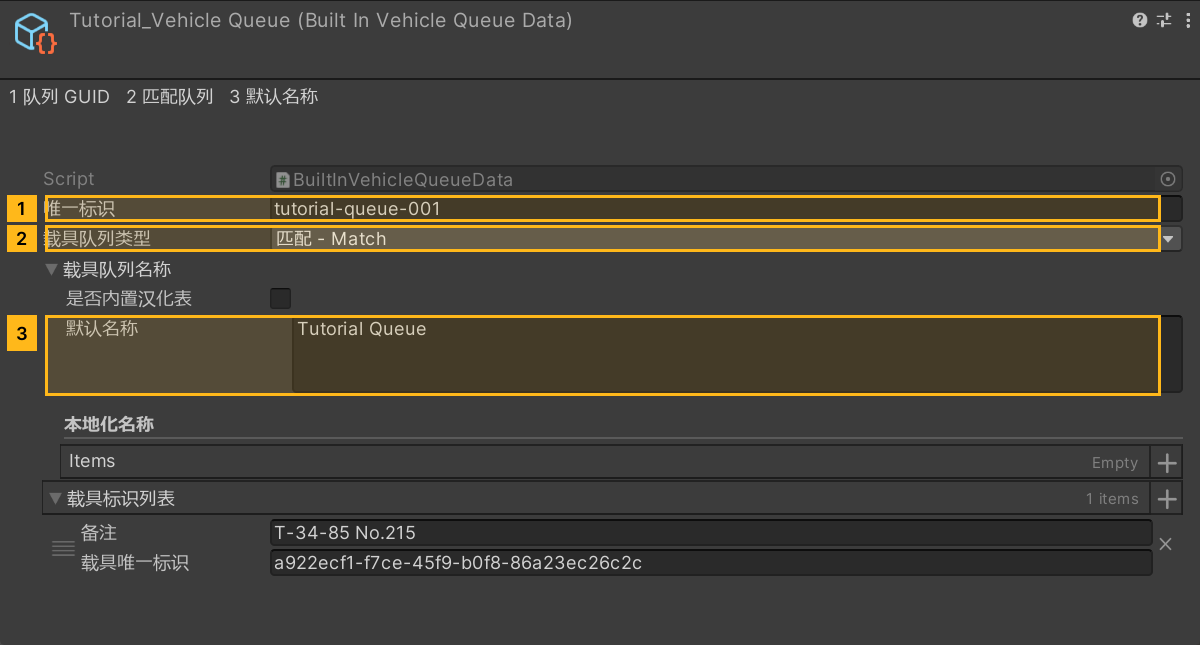 Tutorial_Vehicle Queue (Built In Vehicle Queue Data)
1 队列 GUID 2 匹配队列 3 默认名称
Script BuiltInVehicleQueueData
1 唯一标识 tutorial-queue-001
2 载具队列类型 匹配 - Match
载具队列名称
是否内置汉化表
3 默认名称 Tutorial Queue
本地化名称
Items Empty
载具标识列表 1 items
备注 T-34-85 No.215
载具唯一标识 a922ecf1-f7ce-45f9-b0f8-86a23ec26c2c